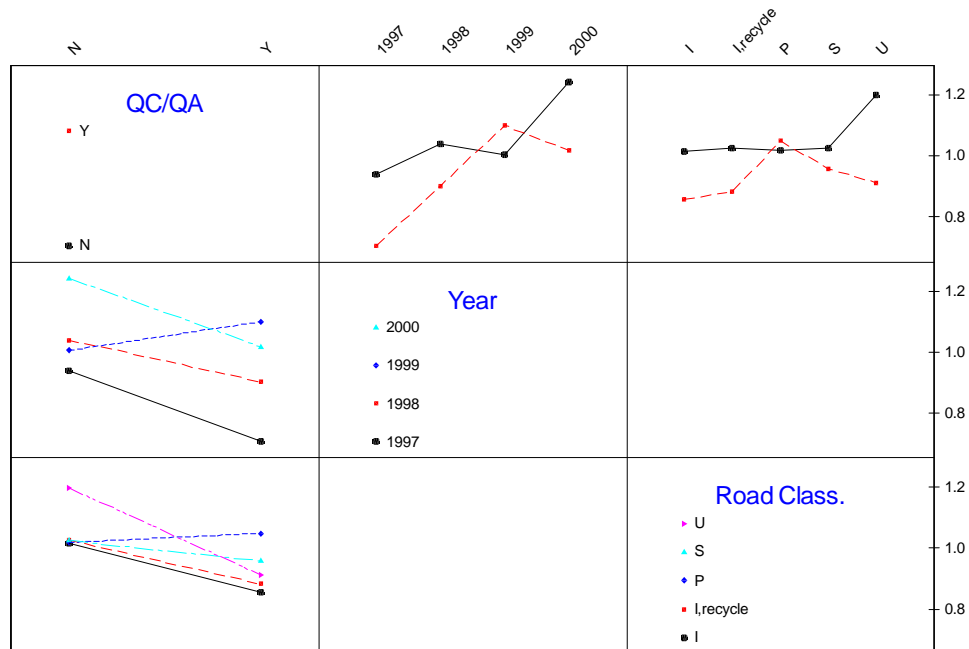 N Y 1997 1998 1999 2000 I I,recycle P S U
QC/QA
Y
N
1.2
1.0
0.8
Year
2000
1999
1998
1997
1.2
1.0
0.8
Road Class.
U
S
P
I,recycle
I
1.2
1.0
0.8